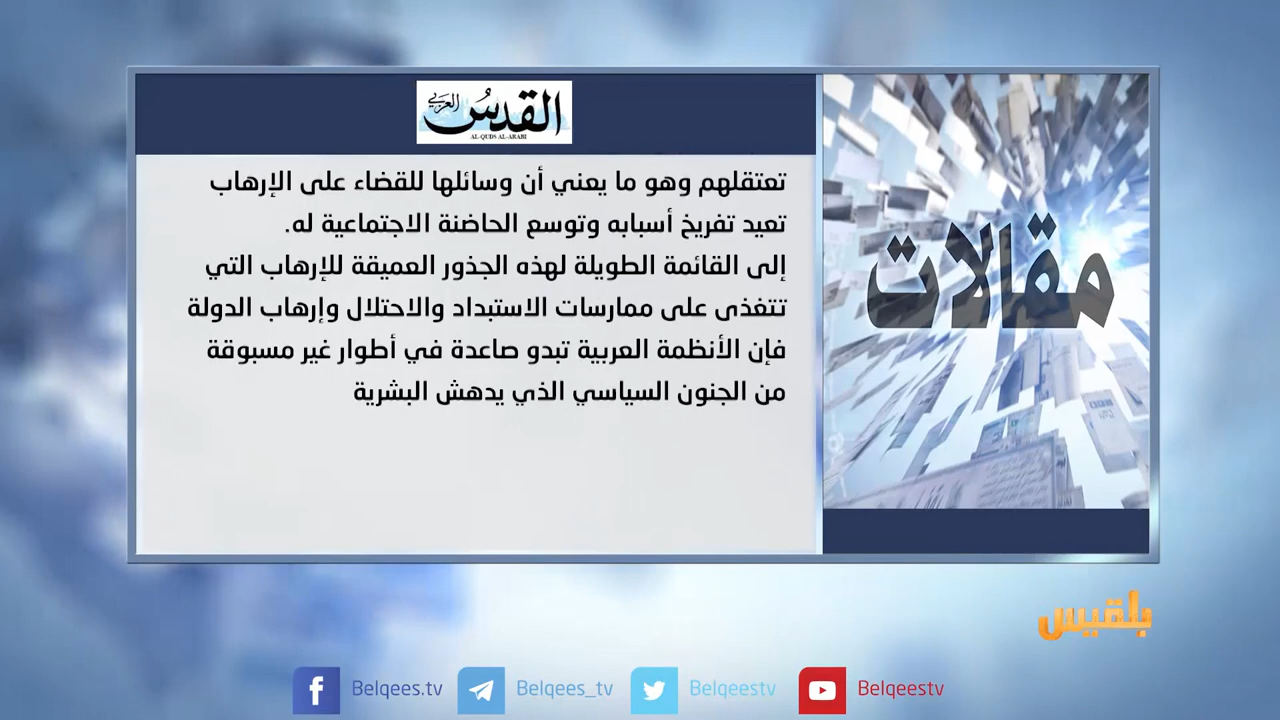 القدس العربي
AL-QUDS AL-ARABI
تعتقلهم وهو ما يعني أن وسائلها للقضاء على الإرهاب
تعيد تفريخ أسبابه وتوسع الحاضنة الاجتماعية له.
إلى القائمة الطويلة لهذه الجذور العميقة للإرهاب التي
تتغذى على ممارسات الاستبداد والاحتلال وإرهاب الدولة
فإن الأنظمة العربية تبدو صاعدة في أطوار غير مسبوقة
من الجنون السياسي الذي يدهش البشرية
مقالات
بلقيس
Belqees.tv
Belqees_tv
Belqeestv
Belqeestv